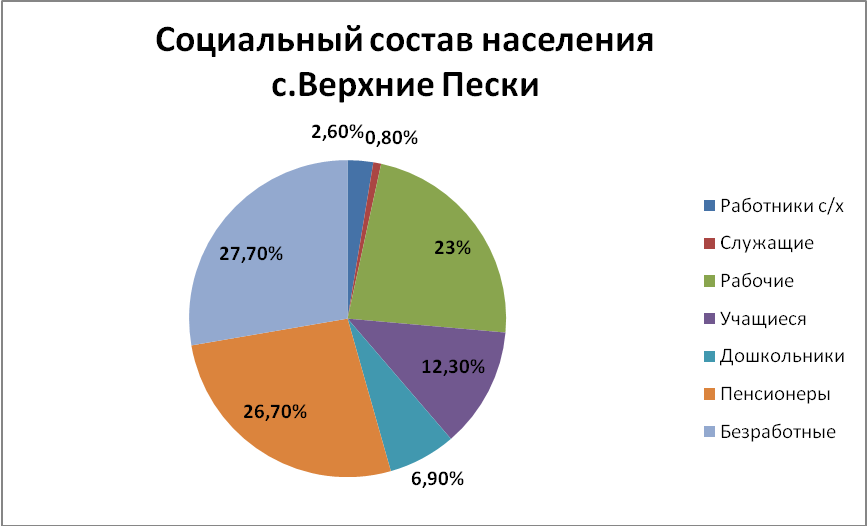 Социальный состав населения
с.Верхние Пески
2,60%
0,80%
23%
12,30%
6,90%
26,70%
27,70%
Работники с/х
Служащие
Рабочие
Учащиеся
Дошкольники
Пенсионеры
Безработные